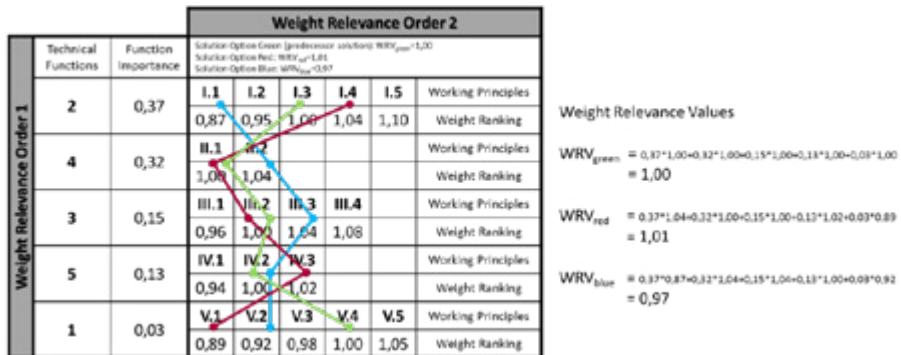 Weight Relevance Order 2
Weight Relevance Order 1
Technical Functions
Function Importance
Solution Option Green (predecessor solution): WRVgreen=1,00
Solution Option Red: WRVred=1,01
Solution Option Blue: WRVblue=0,97
2 0,37 I.1 I.2 I.3 I.4 I.5 Working Principles
0,87 0,95 1,00 1,04 1,10 Weight Ranking
4 0,32 II.1 II.2 Working Principles
1,00 1,04 Weight Ranking
3 0,15 III.1 III.2 III.3 III.4 Working Principles
0,96 1,00 1,04 1,08 Weight Ranking
5 0,13 IV.1 IV.2 IV.3 Working Principles
0,94 1,00 1,02 Weight Ranking
1 0,03 V.1 V.2 V.3 V.4 V.5 Working Principles
0,89 0,92 0,98 1,00 1,05 Weight Ranking
Weight Relevance Values
WRVgreen = 0,37*1,00+0,32*1,00+0,15*1,00+0,13*1,00+0,03*1,00
= 1,00
WRVred = 0,37*1,04+0,32*1,00+0,15*1,00+0,13*1,02+0,03*0,89
= 1,01
WRVblue = 0,37*0,87+0,32*1,04+0,15*1,04+0,13*1,00+0,03*0,92
= 0,97